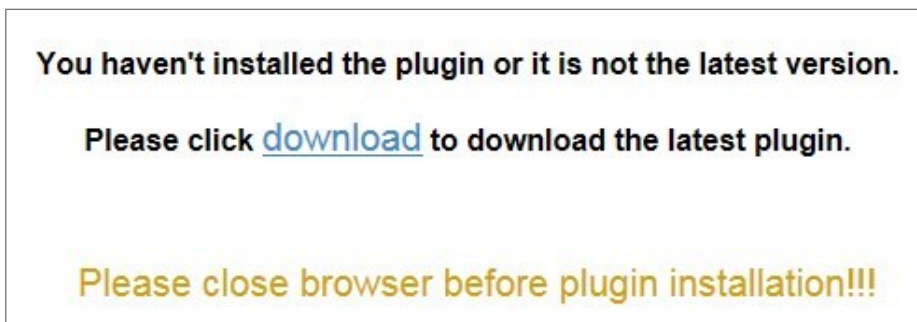 You haven't installed the plugin or it is not the latest version.
Please click download to download the latest plugin.
Please close browser before plugin installation!!!